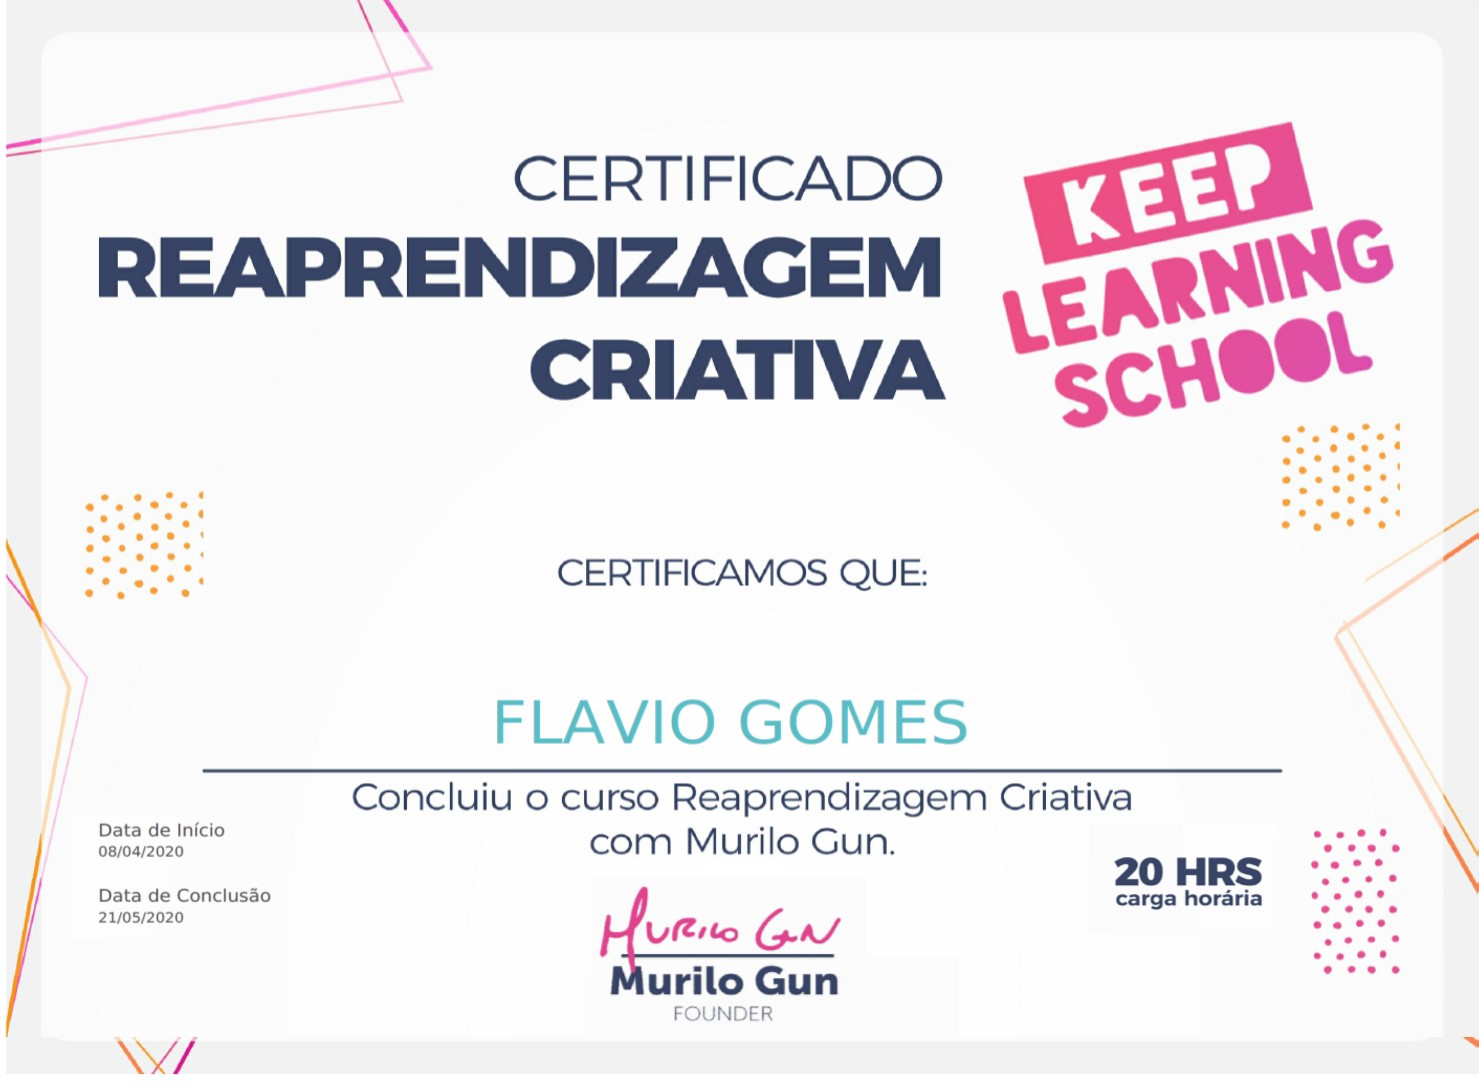 CERTIFICADO
REAPRENDIZAGEM
CRIATIVA
KEEP
LEARNING
SCHOOL
CERTIFICAMOS QUE:
FLAVIO GOMES
Concluiu o curso Reaprendizagem Criativa
com Murilo Gun.
Data de Início
08/04/2020
Data de Conclusão
21/05/2020
20 HRS
carga horária
MURILO GUN
Murilo Gun
FOUNDER